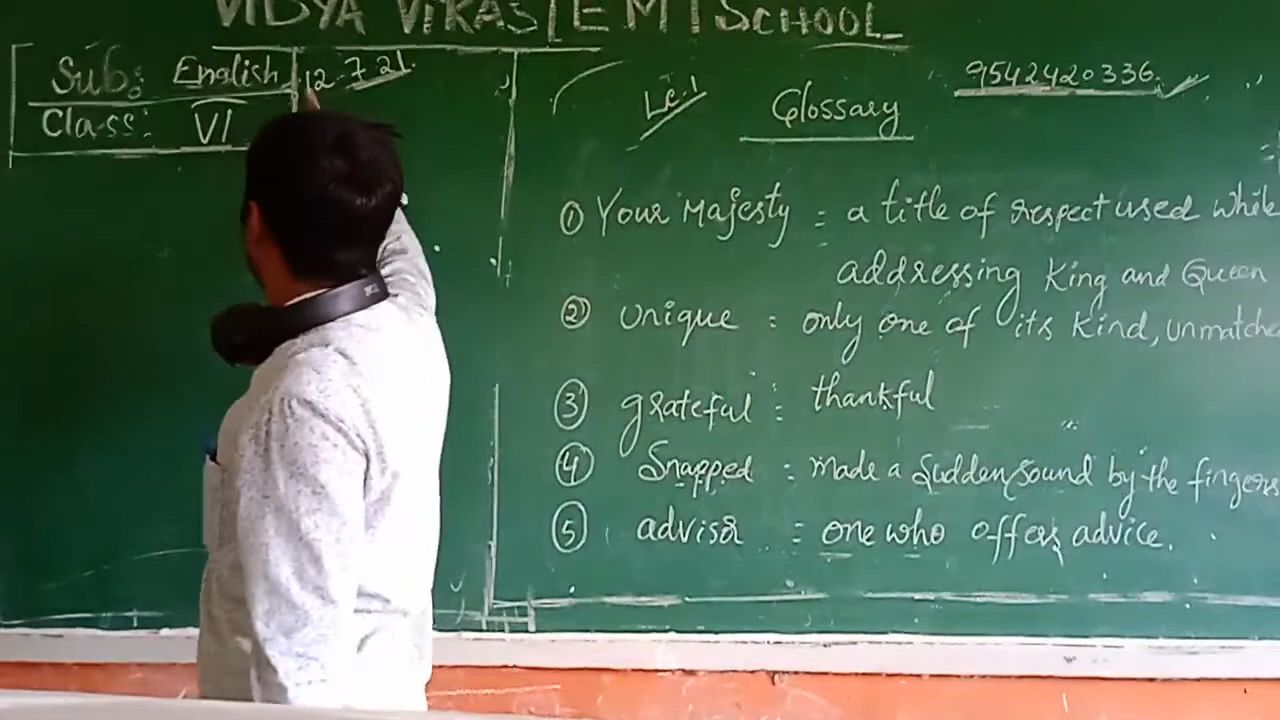 VIDYA VIKAS E M SCHOOL
Sub: English 12.7.21
Class: VI
Le.1 Glossary 9542420336
① Your Majesty = a title of respect used while
addressing King and Queen
② Unique : only one of its kind, unmatche
③ grateful : thankful
④ Snapped : made a Sudden sound by the fingers
⑤ advisor = one who offers advice.